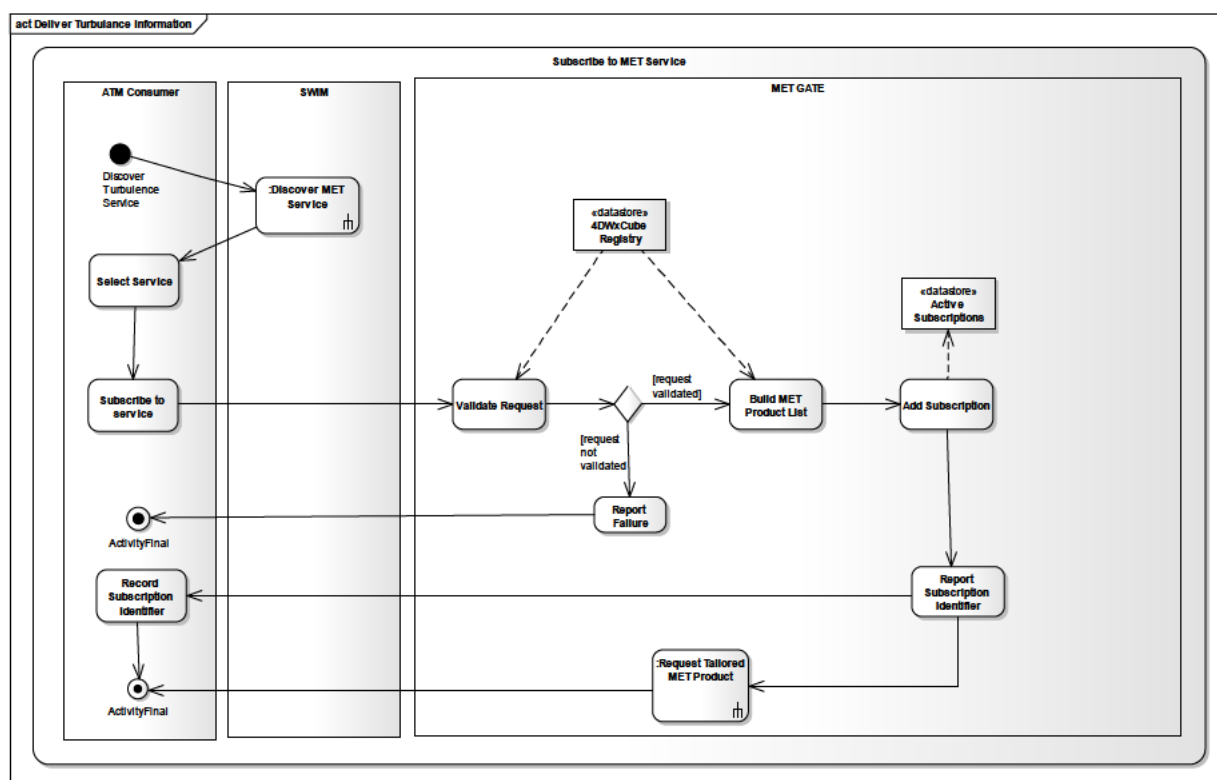 act Deliver Turbulance Information
Subscribe to MET Service
ATM Consumer
SWIM
MET GATE
Discover
Turbulence
Service
:Discover MET
Service
«datastore»
4DWxCube
Registry
Select Service
«datastore»
Active
Subscriptions
Subscribe to
service
Validate Request
[request
validated]
Build MET
Product List
Add Subscription
[request
not
validated
Report
Failure
ActivityFinal
Record
Subscription
Identifier
Report
Subscription
Identifier
:Request Tailored
MET Product
ActivityFinal